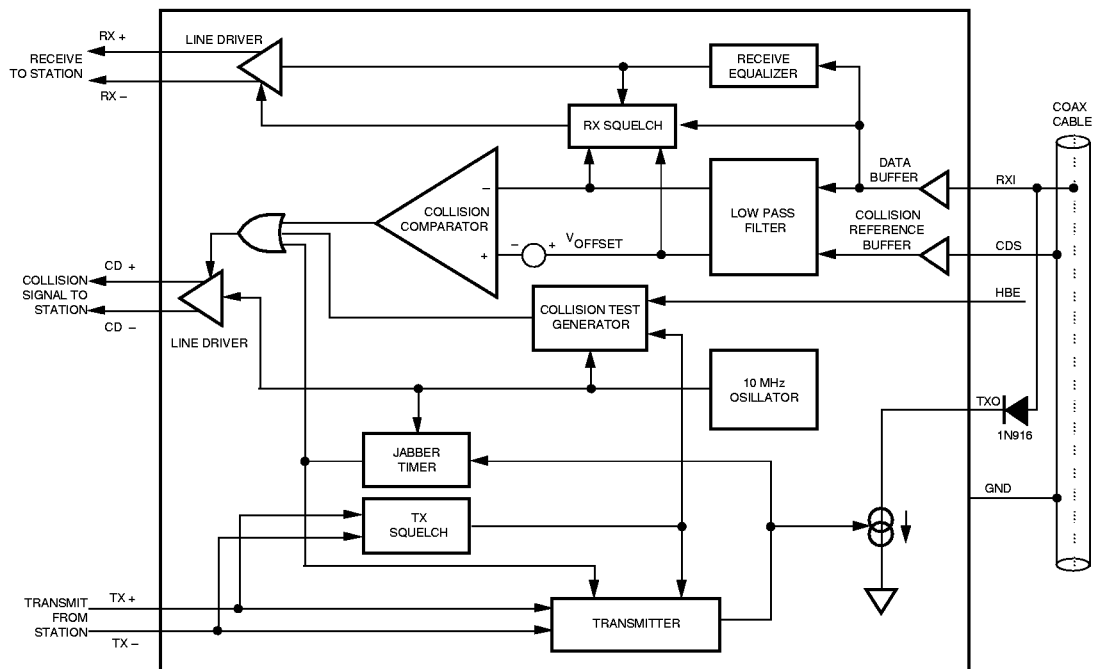 RX +
LINE DRIVER
RECEIVE
TO STATION
RX –
RECEIVE
EQUALIZER
RX SQUELCH
COAX
CABLE
DATA
BUFFER
RXI
–
COLLISION
COMPARATOR
+
– + VOFFSET
LOW PASS
FILTER
COLLISION
REFERENCE
BUFFER
CDS
CD +
COLLISION
SIGNAL TO
STATION
CD –
LINE DRIVER
COLLISION TEST
GENERATOR
HBE
10 MHz
OSILLATOR
TXO
1N916
JABBER
TIMER
GND
TX
SQUELCH
TX +
TRANSMIT
FROM
STATION
TX –
TRANSMITTER